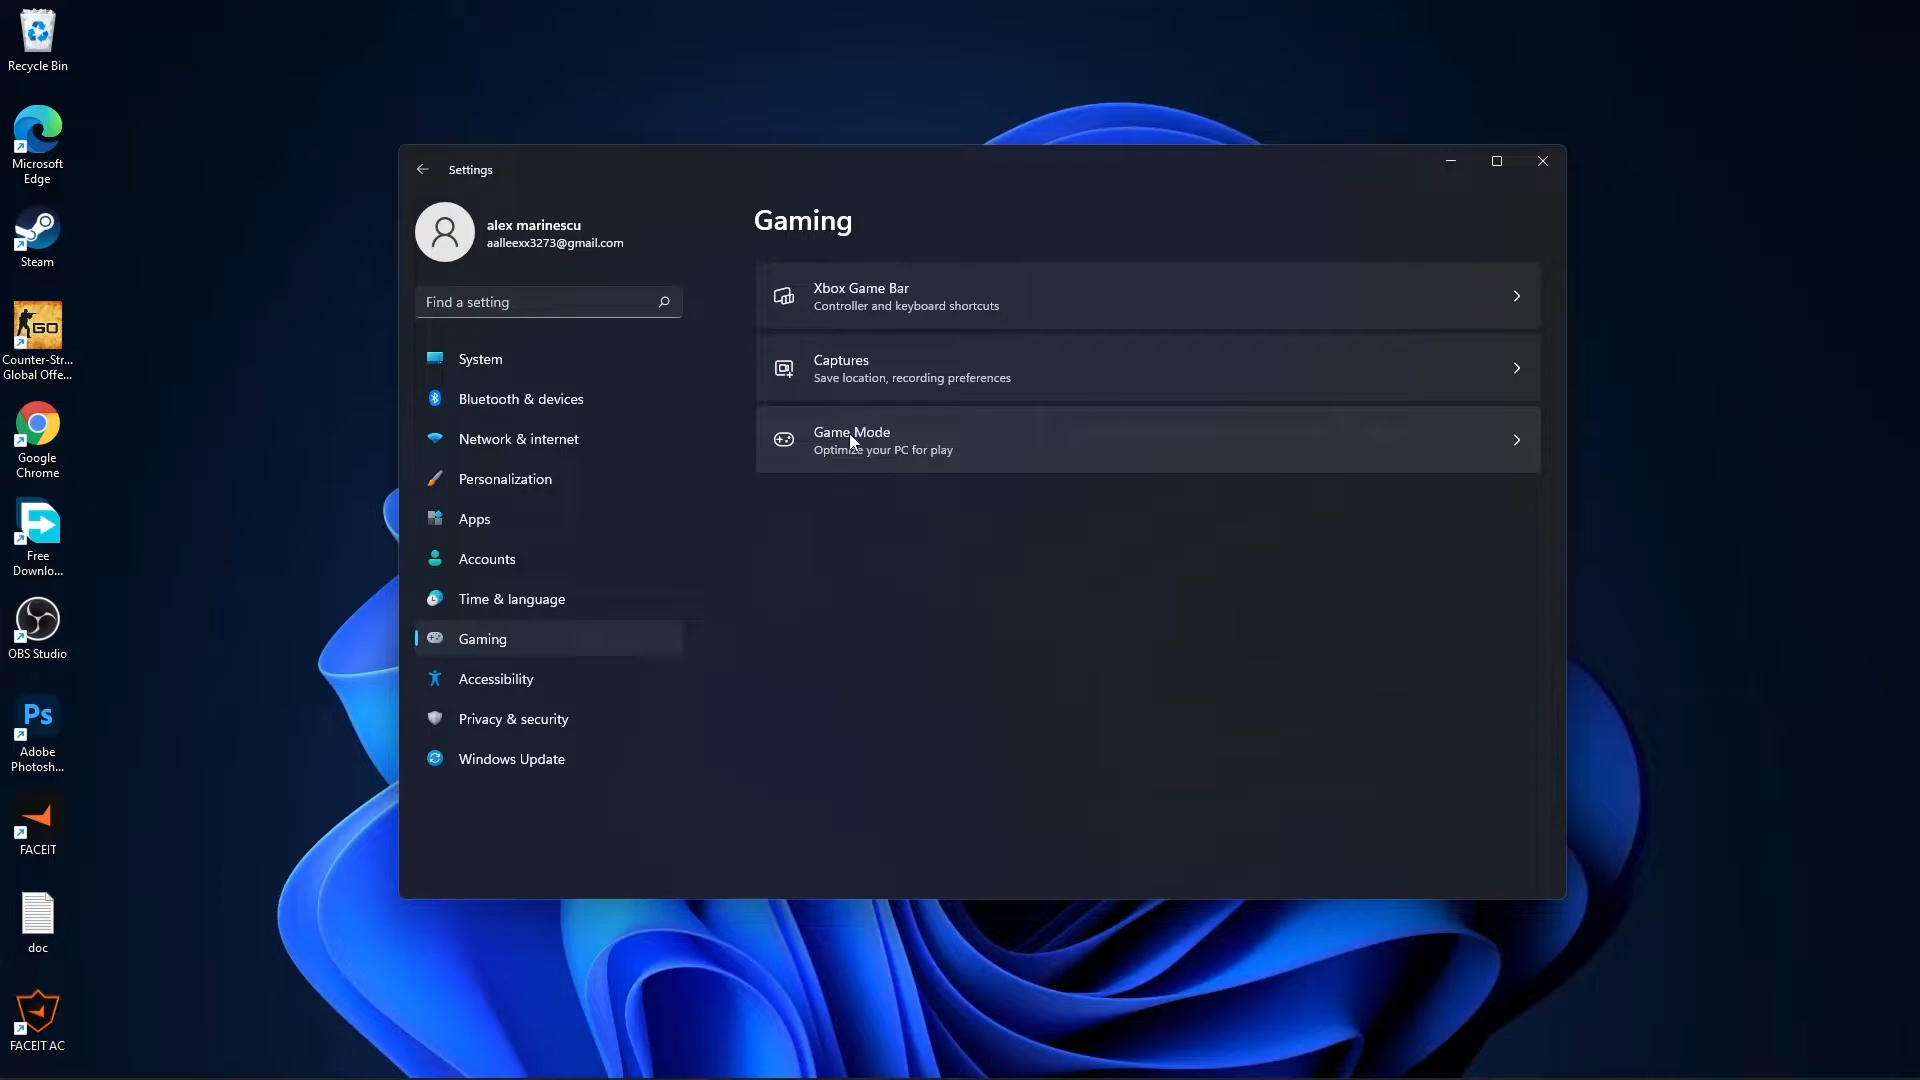 Recycle Bin
Microsoft
Edge
Steam
GO
Counter-Str...
Global Offe...
Google
Chrome
Free
Downlo...
OBS Studio
Ps
Adobe
Photosh...
FACEIT
doc
FACEIT AC
Settings
alex marinescu
aalleexx3273@gmail.com
Find a setting
System
Bluetooth & devices
Network & internet
Personalization
Apps
Accounts
Time & language
Gaming
Accessibility
Privacy & security
Windows Update
Gaming
Xbox Game Bar
Controller and keyboard shortcuts
Captures
Save location, recording preferences
Game Mode
Optimize your PC for play